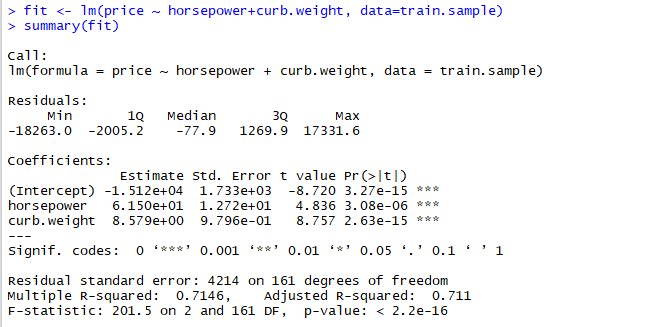 > fit <- lm(price ~ horsepower+curb.weight, data=train.sample)
> summary(fit)
Call:
lm(formula = price ~ horsepower + curb.weight, data = train.sample)
Residuals:
     Min       1Q   Median       3Q      Max
-18263.0  -2005.2    -77.9   1269.9  17331.6
Coefficients:
              Estimate Std. Error t value Pr(>|t|)
(Intercept) -1.512e+04  1.733e+03  -8.720 3.27e-15 ***
horsepower   6.150e+01  1.272e+01   4.836 3.08e-06 ***
curb.weight  8.579e+00  9.796e-01   8.757 2.63e-15 ***
---
Signif. codes:  0 ‘***’ 0.001 ‘**’ 0.01 ‘*’ 0.05 ‘.’ 0.1 ‘ ’ 1
Residual standard error: 4214 on 161 degrees of freedom
Multiple R-squared:  0.7146,    Adjusted R-squared:  0.711
F-statistic: 201.5 on 2 and 161 DF,  p-value: < 2.2e-16